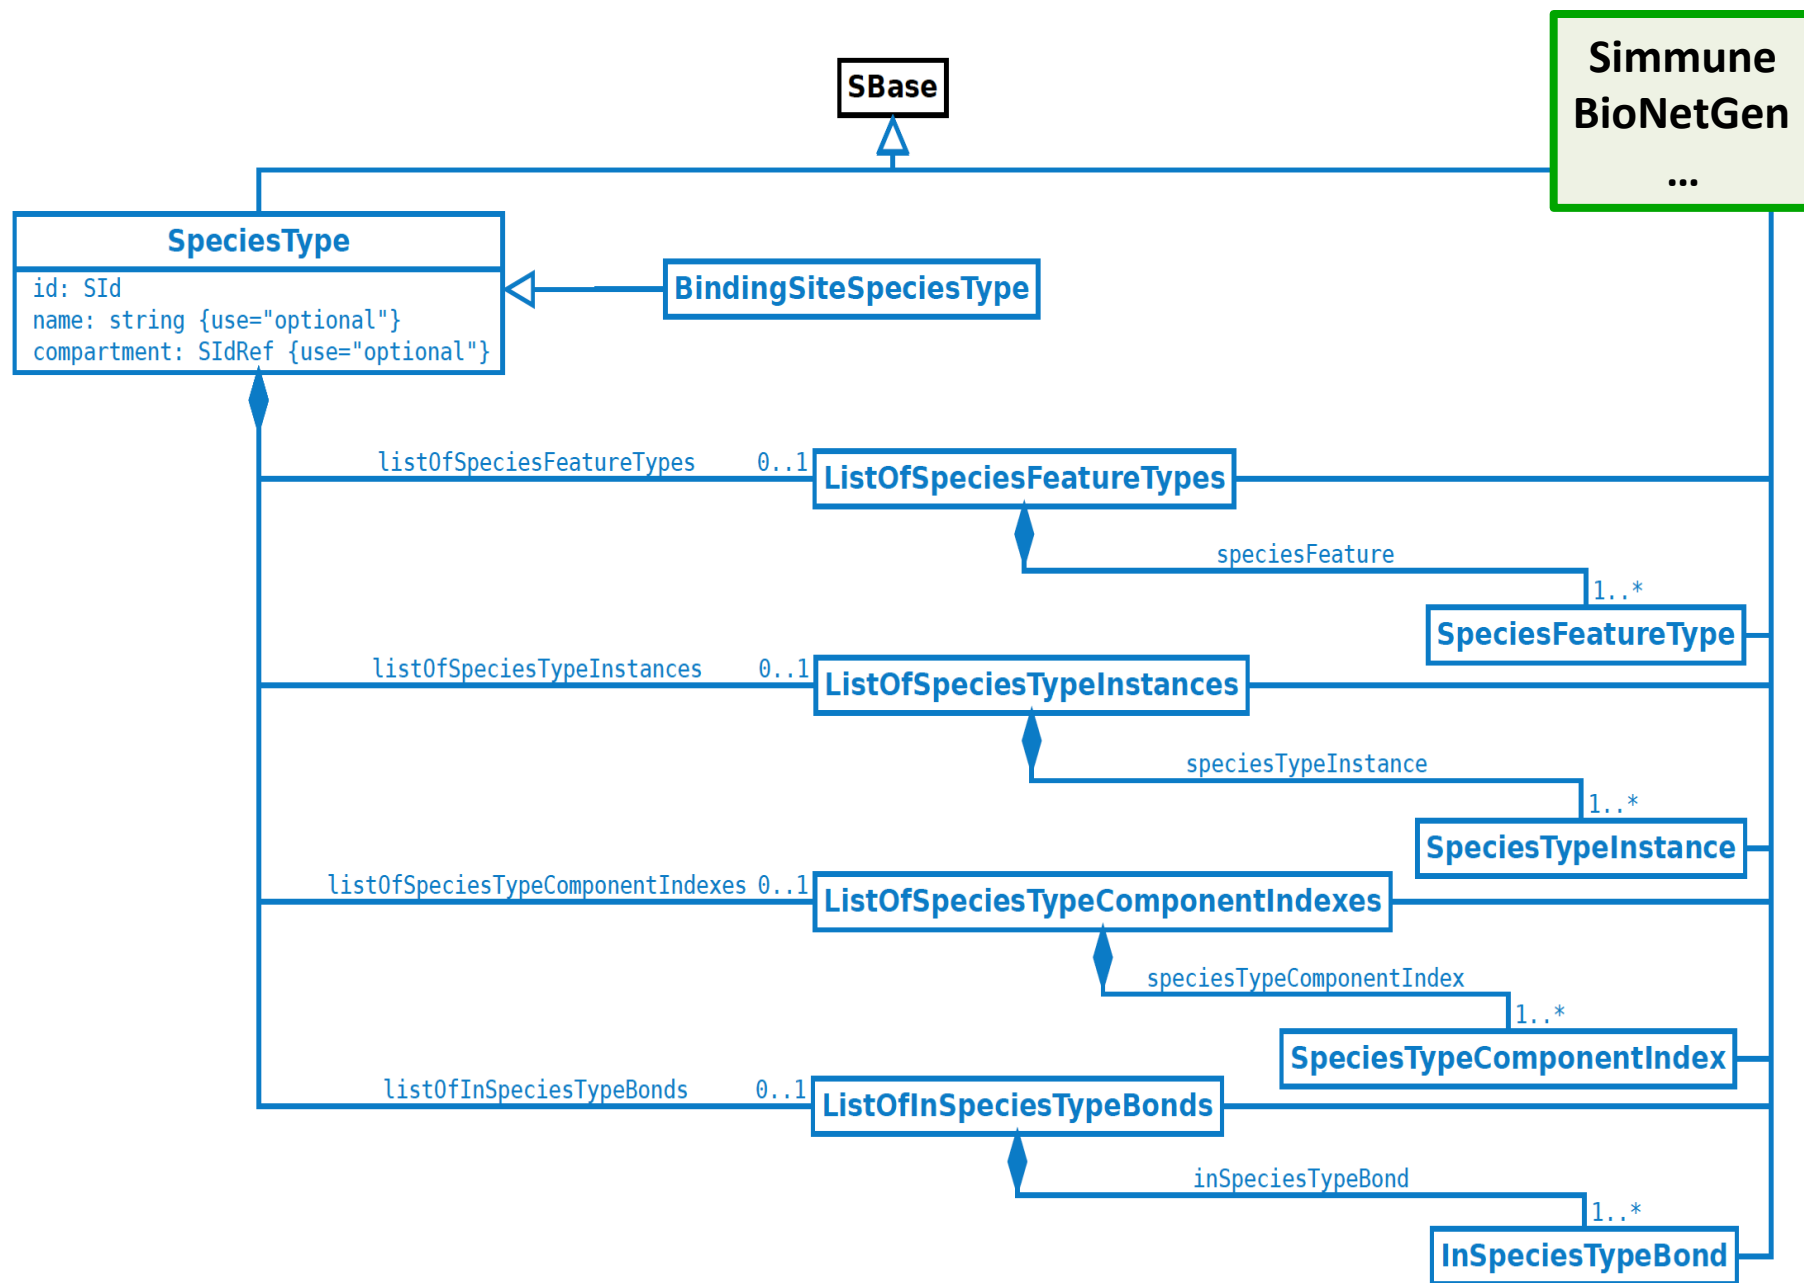 Simmune
BioNetGen
...
SBase
SpeciesType
id: SId
name: string {use="optional"}
compartment: SIdRef {use="optional"}
BindingSiteSpeciesType
listOfSpeciesFeatureTypes 0..1
ListOfSpeciesFeatureTypes
speciesFeature
1..*
SpeciesFeatureType
listOfSpeciesTypeInstances 0..1
ListOfSpeciesTypeInstances
speciesTypeInstance
1..*
SpeciesTypeInstance
listOfSpeciesTypeComponentIndexes 0..1
ListOfSpeciesTypeComponentIndexes
speciesTypeComponentIndex
1..*
SpeciesTypeComponentIndex
listOfInSpeciesTypeBonds 0..1
ListOfInSpeciesTypeBonds
inSpeciesTypeBond
1..*
InSpeciesTypeBond